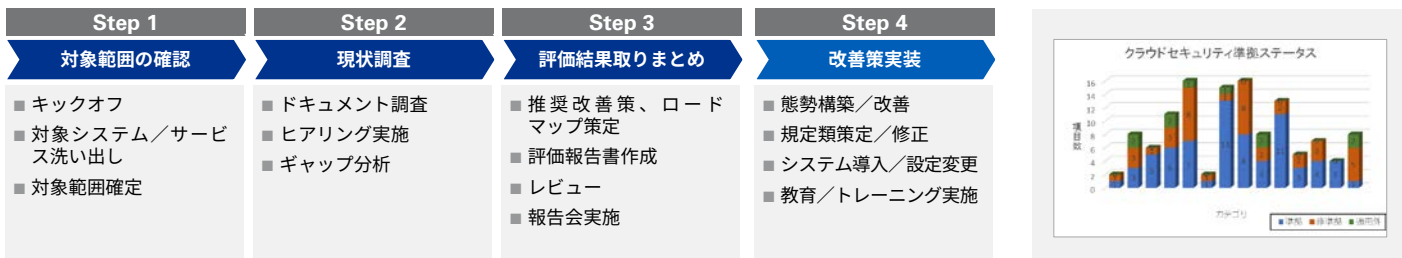 Step 1
対象範囲の確認
■ キックオフ
■ 対象システム／サービ
ス洗い出し
■ 対象範囲確定
Step 2
現状調査
■ ドキュメント調査
■ ヒアリング実施
■ ギャップ分析
Step 3
評価結果取りまとめ
■ 推奨改善策、ロード
マップ策定
■ 評価報告書作成
■ レビュー
■ 報告会実施
Step 4
改善策実装
■ 態勢構築／改善
■ 規定類策定／修正
■ システム導入／設定変更
■ 教育／トレーニング実施
クラウドセキュリティ準拠ステータス
項目数
16
14
12
10
8
6
4
2
0
カテゴリ
■準拠 ■非準拠 ■適用外